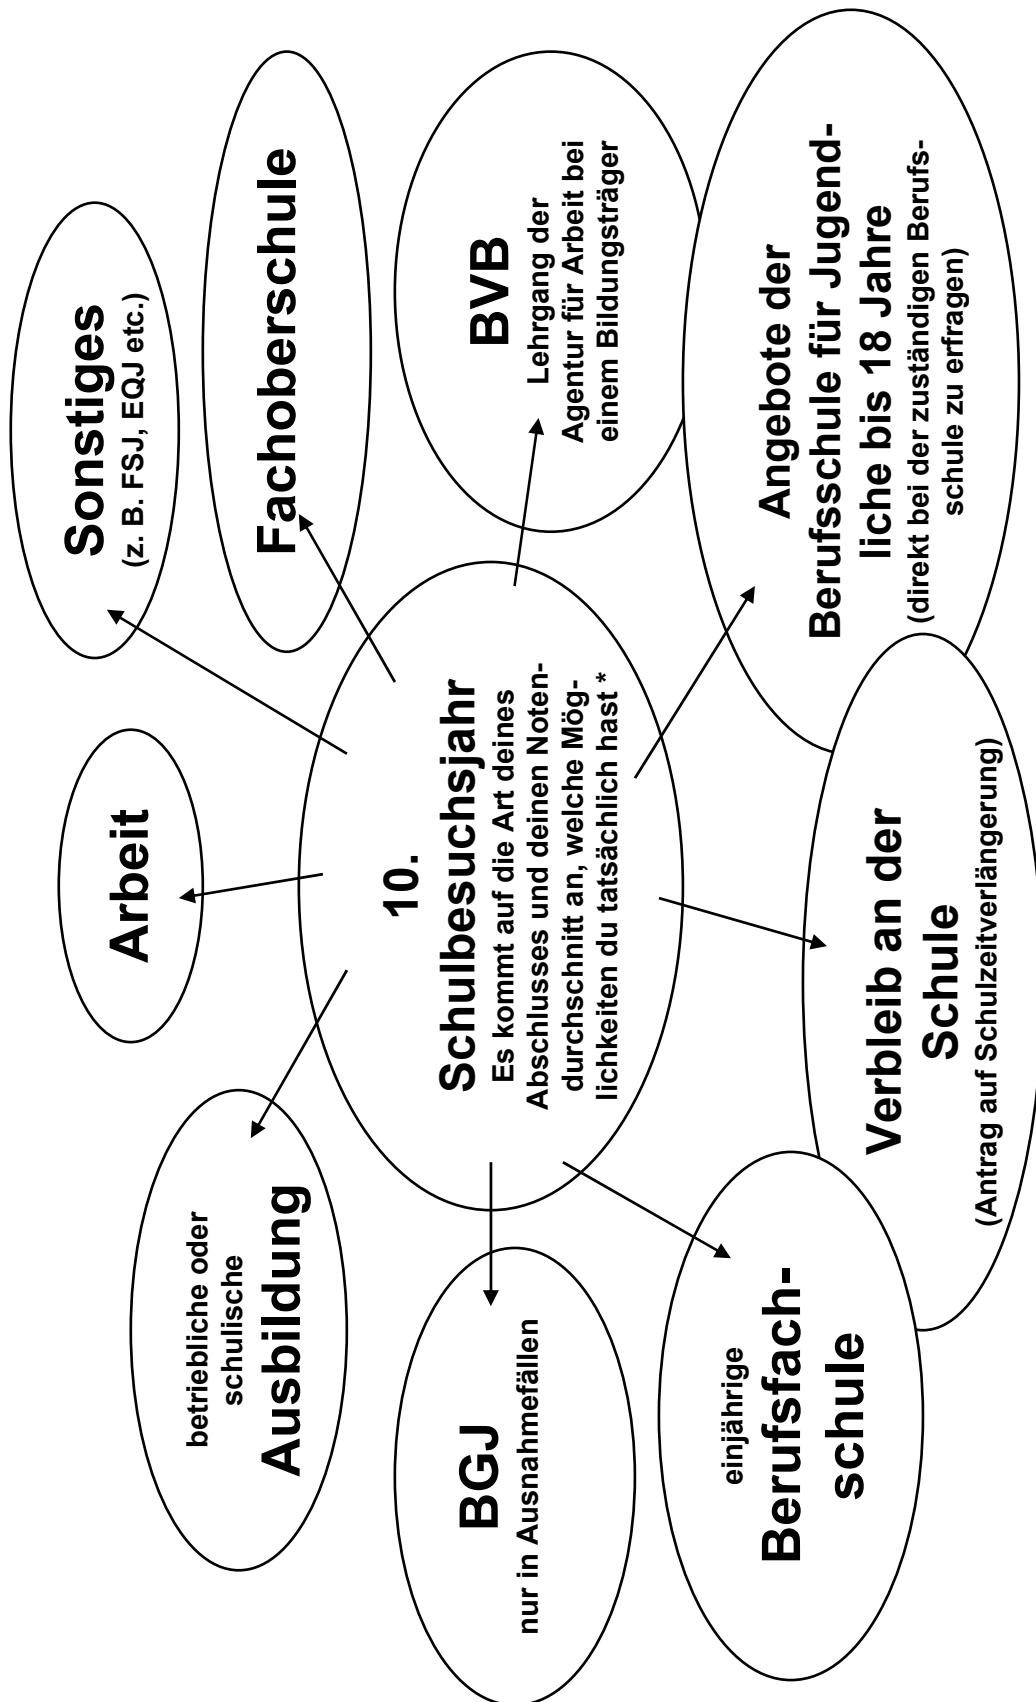 betriebliche oder
schulische
Ausbildung
Arbeit
Sonstiges
(z. B. FSJ, EQJ etc.)
Fachoberschule
BGJ
nur in Ausnahmefällen
10.
Schulbesuchsjahr
Es kommt auf die Art deines
Abschlusses und deinen Noten-
durchschnitt an, welche Mög-
lichkeiten du tatsächlich hast *
BVB
Lehrgang der
Agentur für Arbeit bei
einem Bildungsträger
einjährige
Berufsfach-
schule
Verbleib an der
Schule
(Antrag auf Schulzeitverlängerung)
Angebote der
Berufsschule für Jugend-
liche bis 18 Jahre
(direkt bei der zuständigen Berufs-
schule zu erfragen)